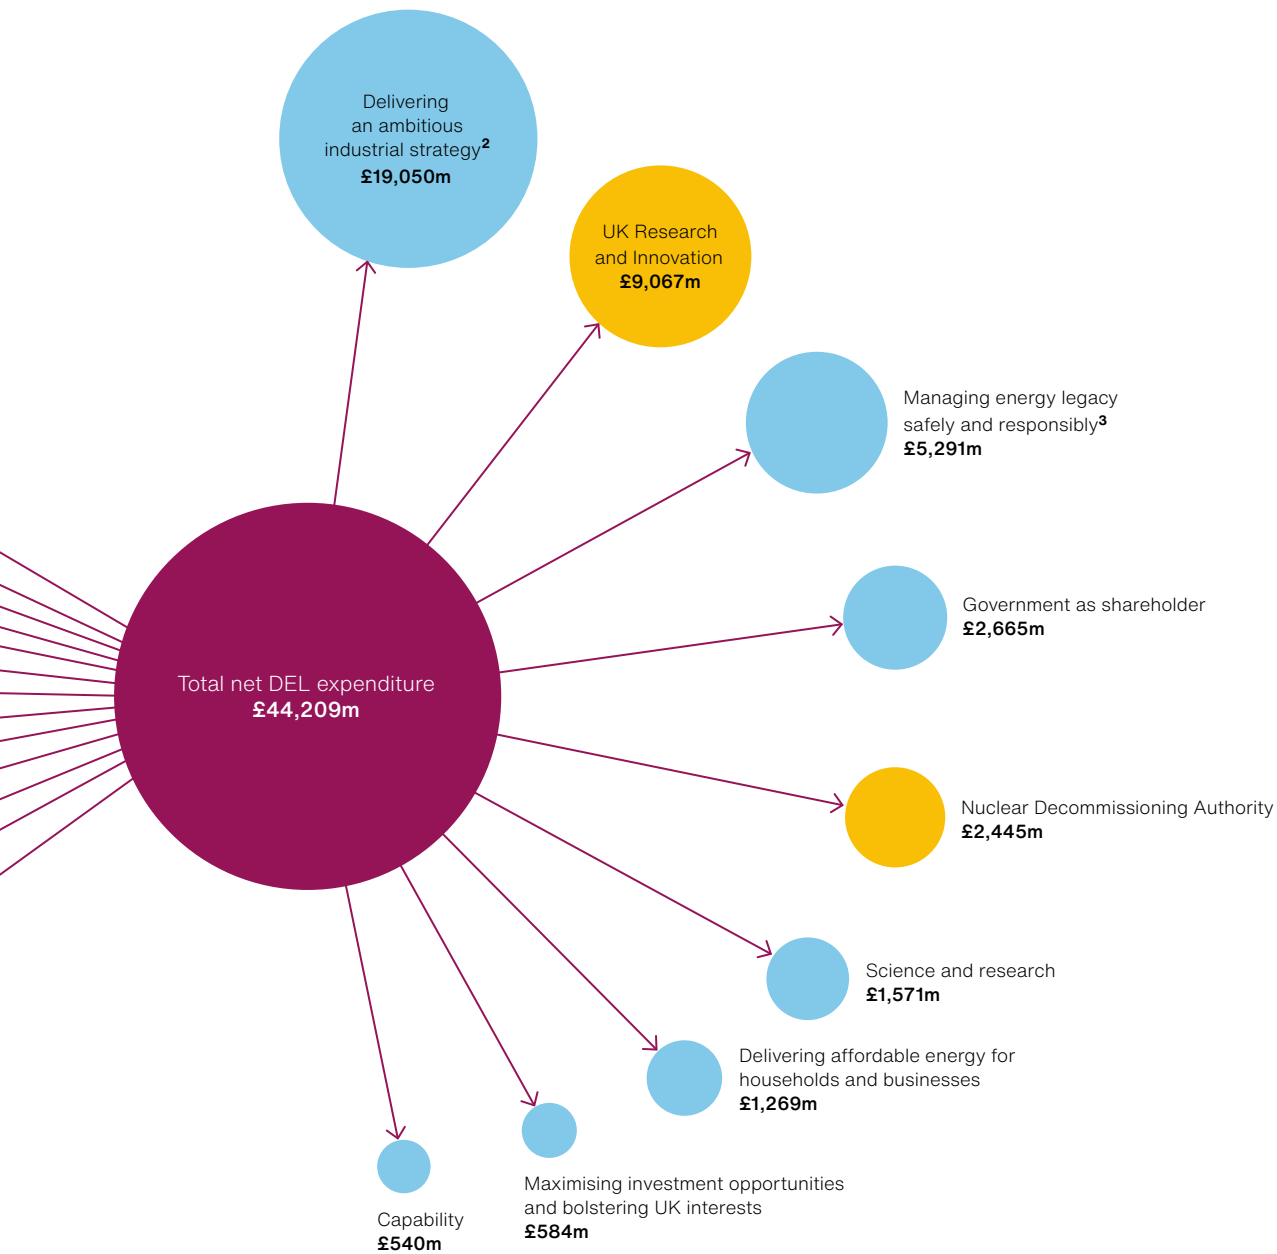 Delivering
an ambitious
industrial strategy2
£19,050m
UK Research
and Innovation
£9,067m
Managing energy legacy
safely and responsibly3
£5,291m
Government as shareholder
£2,665m
Total net DEL expenditure
£44,209m
Nuclear Decommissioning Authority
£2,445m
Science and research
£1,571m
Delivering affordable energy for
households and businesses
£1,269m
Maximising investment opportunities
and bolstering UK interests
£584m
Capability
£540m